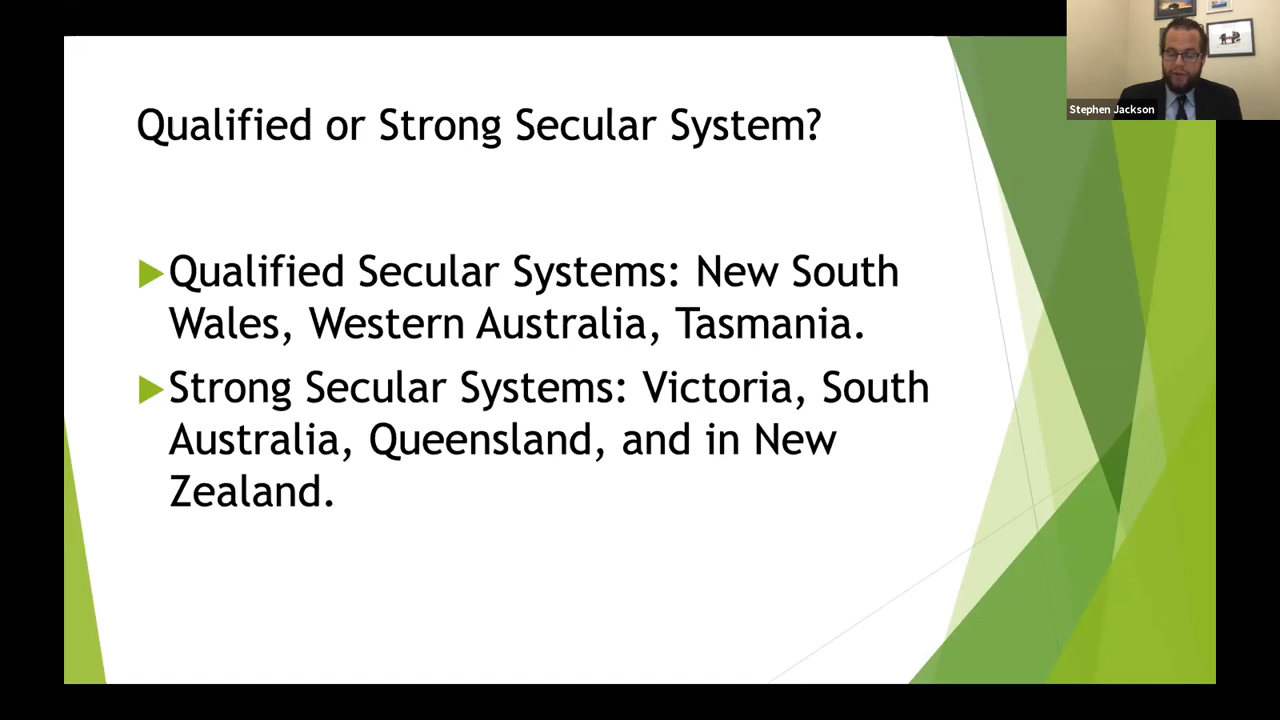 Qualified or Strong Secular System?
Qualified Secular Systems: New South
Wales, Western Australia, Tasmania.
Strong Secular Systems: Victoria, South
Australia, Queensland, and in New
Zealand.
Stephen Jackson